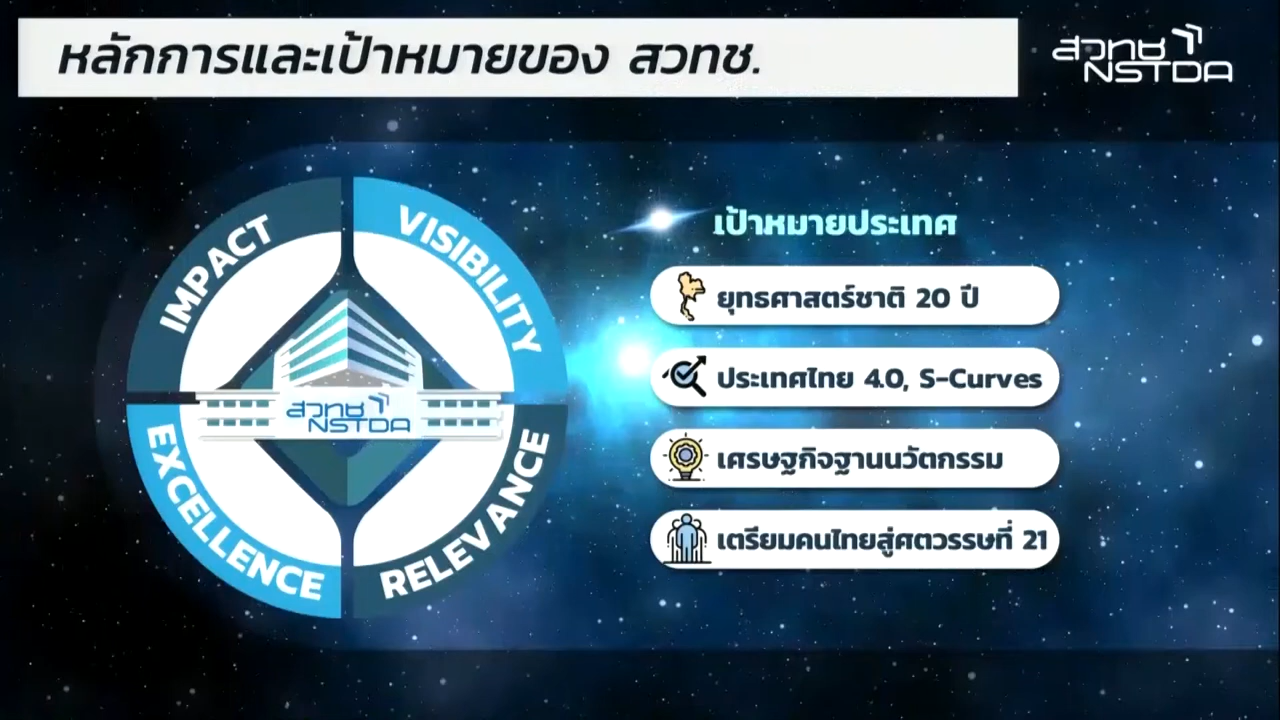 หลักการและเป้าหมายของ สวทช.
สวทช
NSTDA
IMPACT
VISIBILITY
สวทช
NSTDA
EXCELLENCE
RELEVANCE
เป้าหมายประเทศ
ยุทธศาสตร์ชาติ 20 ปี
ประเทศไทย 4.0, S-Curves
เศรษฐกิจฐานนวัตกรรม
เตรียมคนไทยสู่ศตวรรษที่ 21